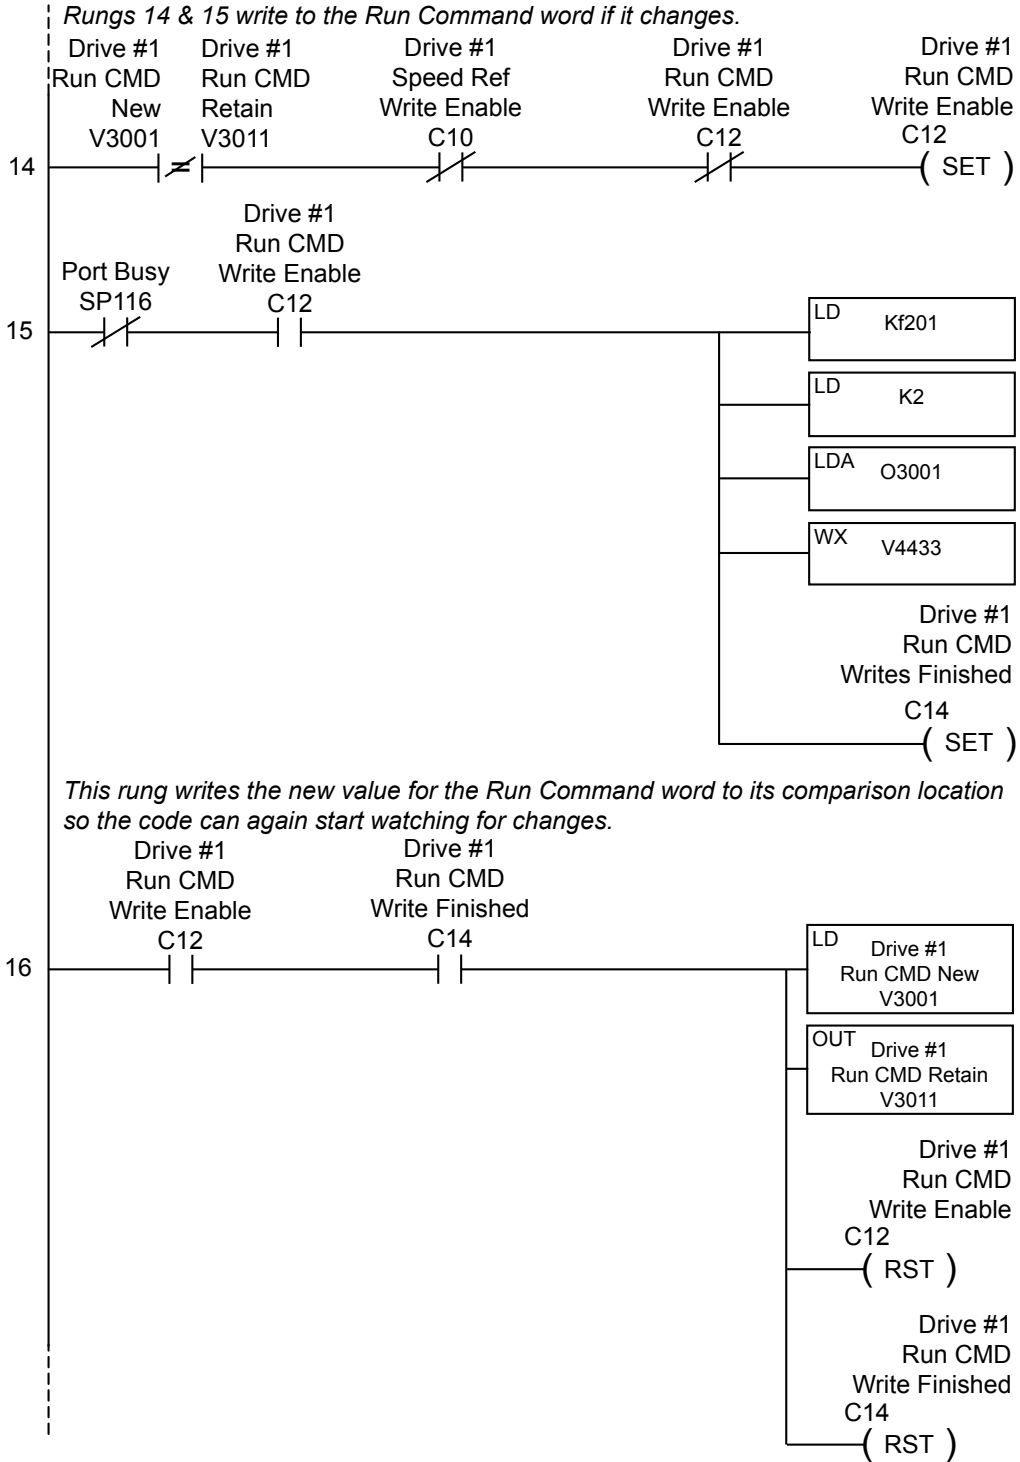 Rungs 14 & 15 write to the Run Command word if it changes.
Drive #1
Run CMD
New
V3001
Drive #1
Run CMD
Retain
V3011
Drive #1
Speed Ref
Write Enable
C10
Drive #1
Run CMD
Write Enable
C12
Drive #1
Run CMD
Write Enable
C12
14
=
( SET )
Port Busy
SP116
Drive #1
Run CMD
Write Enable
C12
15
LD
Kf201
LD
K2
LDA
O3001
WX
V4433
Drive #1
Run CMD
Writes Finished
C14
( SET )
This rung writes the new value for the Run Command word to its comparison location
so the code can again start watching for changes.
Drive #1
Run CMD
Write Enable
C12
Drive #1
Run CMD
Write Finished
C14
16
LD
Drive #1
Run CMD New
V3001
OUT
Drive #1
Run CMD Retain
V3011
Drive #1
Run CMD
Write Enable
C12
( RST )
Drive #1
Run CMD
Write Finished
C14
( RST )